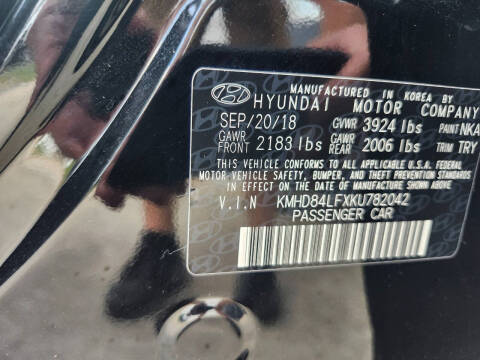 MANUFACTURED IN KOREA BY
HYUNDAI MOTOR COMPANY
SEP/20/18 GVWR 3924 lbs PAINT NKA
GAWR FRONT 2183 lbs GAWR REAR 2006 lbs TRIM TRY
THIS VEHICLE CONFORMS TO ALL APPLICABLE U.S.A. FEDERAL
MOTOR VEHICLE SAFETY, BUMPER, AND THEFT PREVENTION STANDARDS
IN EFFECT ON THE DATE OF MANUFACTURE SHOWN ABOVE.
V.I.N KMHD84LFXKU782042
PASSENGER CAR